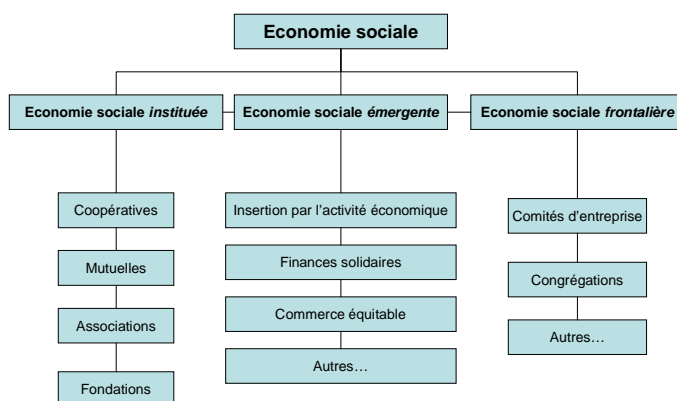 Economie sociale
Economie sociale instituée
Economie sociale émergente
Economie sociale frontalière
Coopératives
Mutuelles
Associations
Fondations
Insertion par l’activité économique
Finances solidaires
Commerce équitable
Autres…
Comités d’entreprise
Congrégations
Autres…